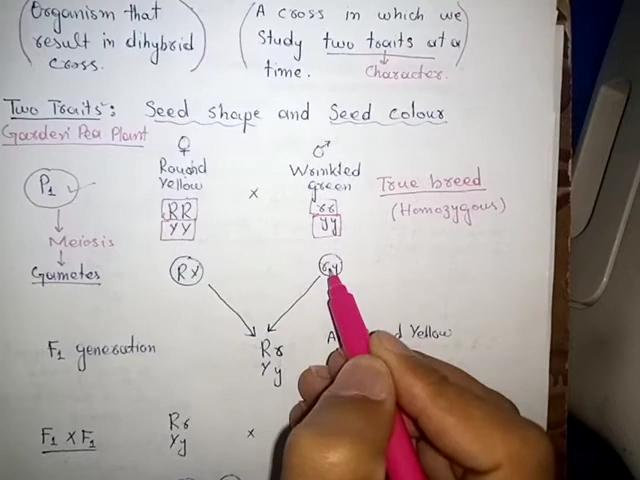 (Organism that result in dihybrid cross.)
(A cross in which we study two traits at a time.
Character.)
Two Traits: Seed shape and Seed colour
Garden Pea Plant
♀
♂
Round Yellow
×
Wrinkled green
True breed
(Homozygous)
P1
RR
rr
YY
yy
Meiosis
Gametes
RY
ry
F1 generation
Rr
Yy
Yellow
F1 X F1
Rr
Yy
×